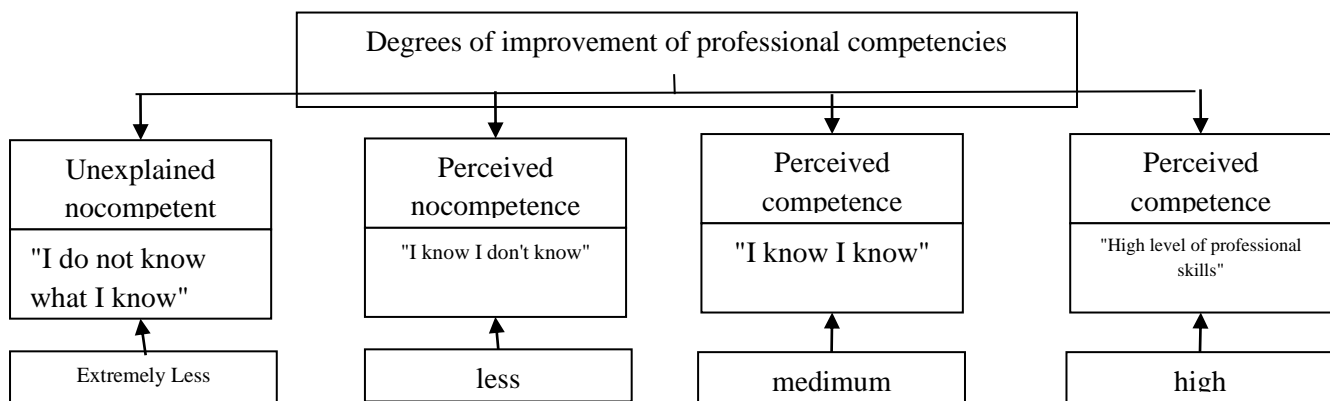 Degrees of improvement of professional competencies
Unexplained
nocompetent
"I do not know
what I know"
Extremely Less
Perceived
nocompetence
"I know I don't know"
less
Perceived
competence
"I know I know"
medimum
Perceived
competence
"High level of professional
skills"
high